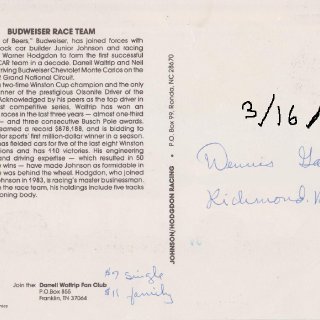 BUDWEISER RACE TEAM
of Beers," Budweiser, has joined forces with
ock car builder Junior Johnson and racing
Warner Hodgdon to form the first successful
CAR team in a decade. Darrell Waltrip and Neil
driving Budweiser Chevrolet Monte Carlos on the
Grand National Circuit.
two-time Winston Cup champion and the only
nner of the prestigious Olsonite Driver of the
Acknowledged by his peers as the top driver in
st competitive series, Waltrip has won an
races in the last three years — almost one-third
— and three consecutive Busch Pole awards.
earned a record $878,188, and is bidding to
or sports' first million-dollar winner in a season.
has fielded cars for five of the last eight Winston
ons and has 110 victories. His engineering
and driving expertise — which resulted in 50
wins — have made Johnson as formidable in
was behind the wheel. Hodgdon, who joined
Johnson in 1983, is racing's master businessman.
the race team, his holdings include five tracks
ioning body.
Join the: Darrell Waltrip Fan Club
P.O. Box 855
Franklin, TN 37064
$7 single
$11 family
JOHNSON/HODGDON RACING • P.O. Box 99, Ronda, NC 28670
3/16/
Dennis Ga
Richmond, V